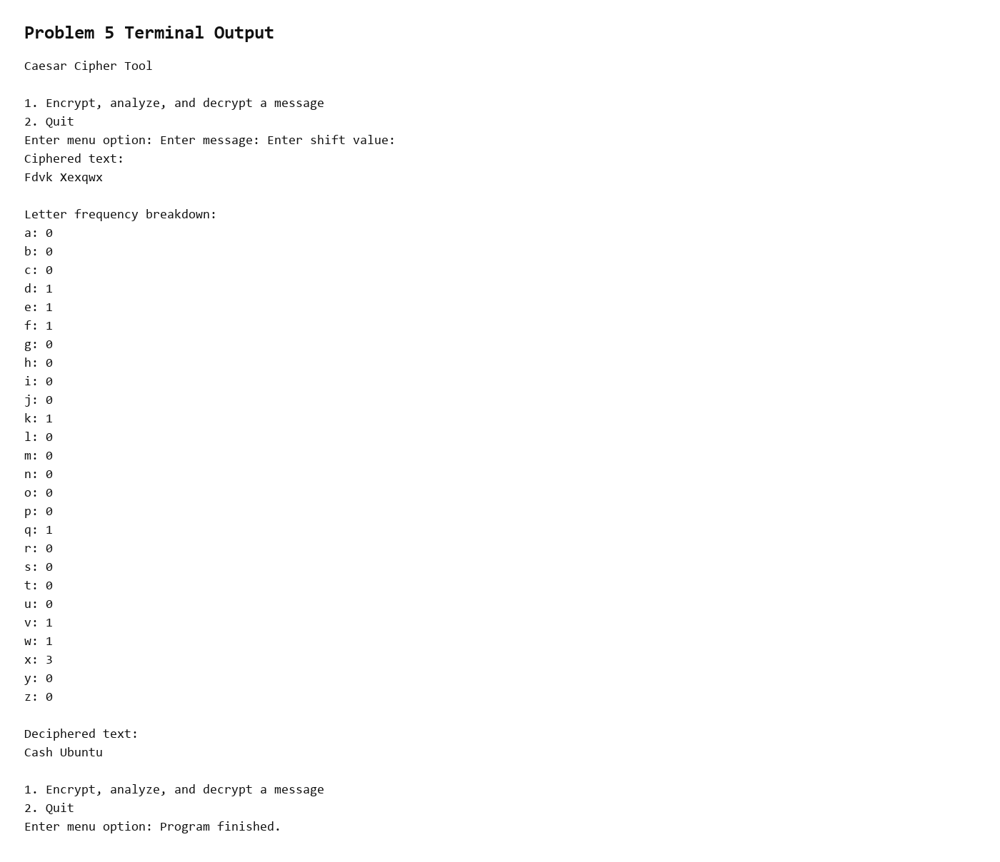 Problem 5 Terminal Output
Caesar Cipher Tool
1. Encrypt, analyze, and decrypt a message
2. Quit
Enter menu option: Enter message: Enter shift value:
Ciphered text:
Fdvk Xexqwx
Letter frequency breakdown:
a: 0
b: 0
c: 0
d: 1
e: 1
f: 1
g: 0
h: 0
i: 0
j: 0
k: 1
l: 0
m: 0
n: 0
o: 0
p: 0
q: 1
r: 0
s: 0
t: 0
u: 0
v: 1
w: 1
x: 3
y: 0
z: 0
Deciphered text:
Cash Ubuntu
1. Encrypt, analyze, and decrypt a message
2. Quit
Enter menu option: Program finished.